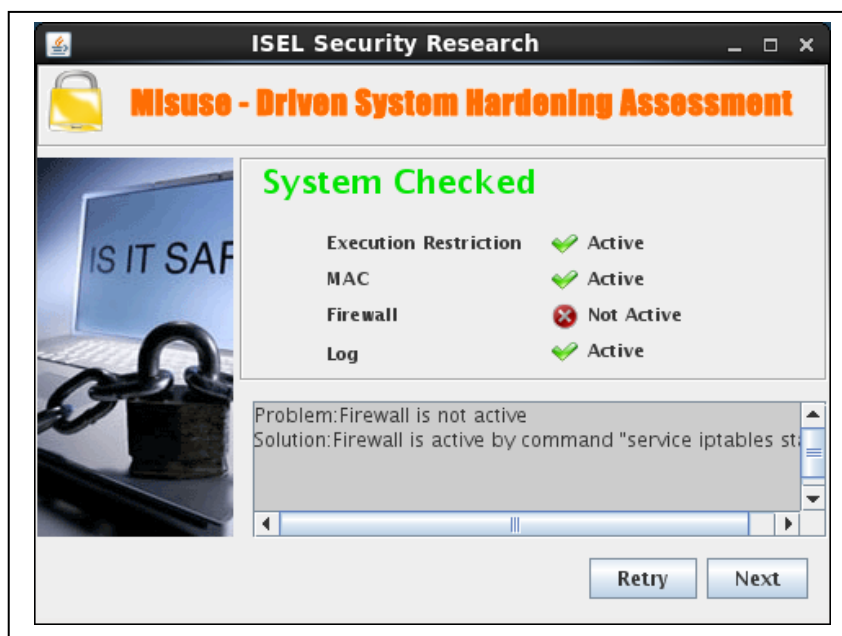 ISEL Security Research
Misuse - Driven System Hardening Assessment
IS IT SAF
System Checked
Execution Restriction Active
MAC Active
Firewall Not Active
Log Active
Problem:Firewall is not active
Solution:Firewall is active by command "service iptables sta
Retry Next